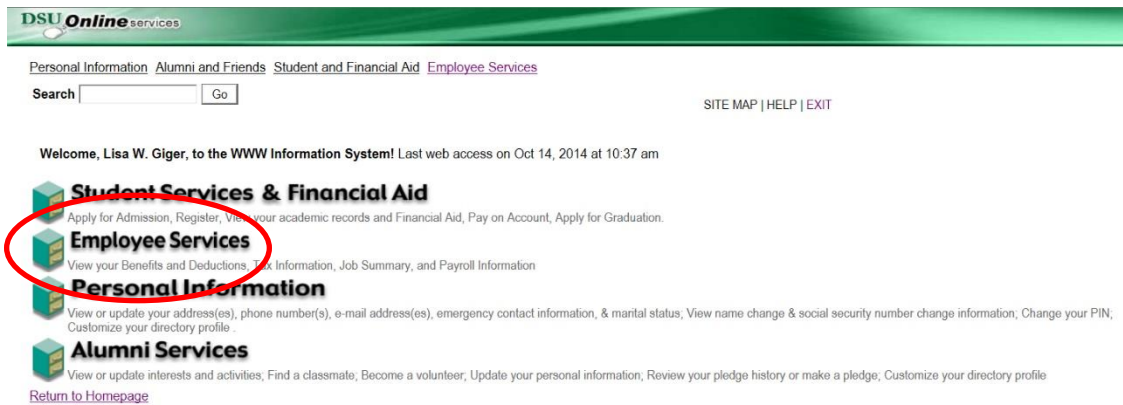 DSU Online services
Personal Information Alumni and Friends Student and Financial Aid Employee Services
Search Go
SITE MAP | HELP | EXIT
Welcome, Lisa W. Giger, to the WWW Information System! Last web access on Oct 14, 2014 at 10:37 am
Student Services & Financial Aid
Apply for Admission, Register, View your academic records and Financial Aid, Pay on Account, Apply for Graduation.
Employee Services
View your Benefits and Deductions, Tax Information, Job Summary, and Payroll Information
Personal Information
View or update your address(es), phone number(s), e-mail address(es), emergency contact information, & marital status; View name change & social security number change information; Change your PIN;
Customize your directory profile .
Alumni Services
View or update interests and activities; Find a classmate; Become a volunteer; Update your personal information; Review your pledge history or make a pledge; Customize your directory profile
Return to Homepage